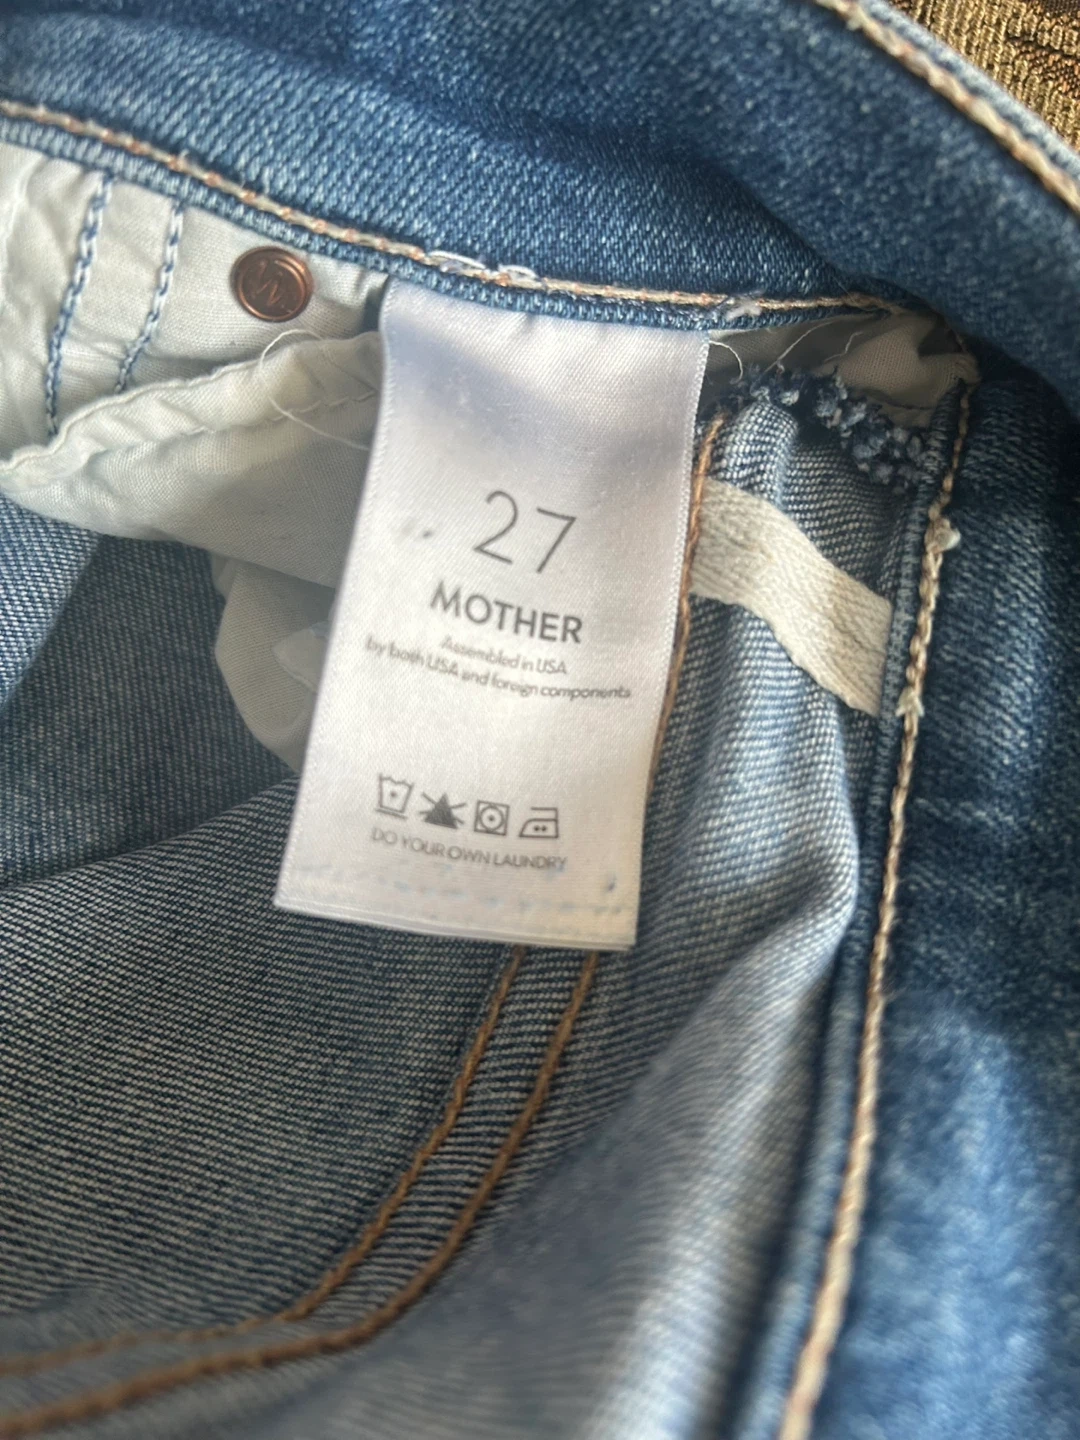 M
27
MOTHER
Assembled in USA
by both USA and foreign components
DO YOUR OWN LAUNDRY